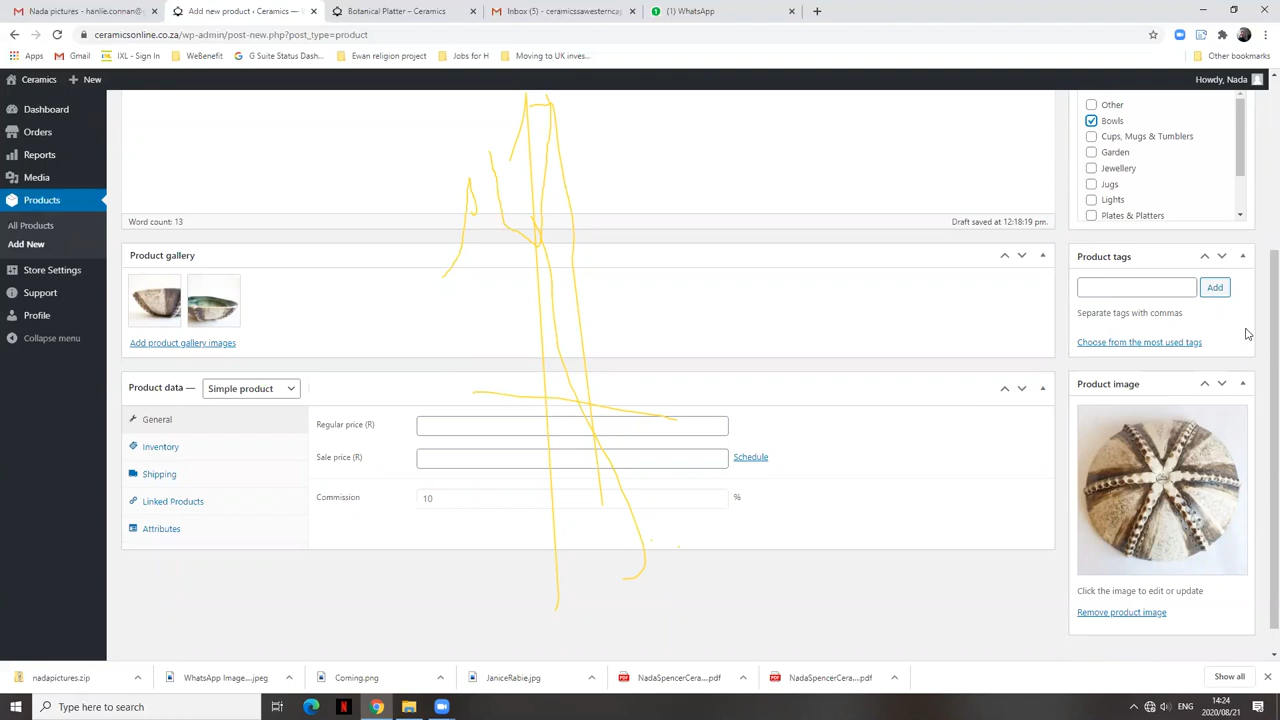 Nada pictures - hanlie.connan@
Add new product ‹ Ceramics —
Botanical Platter – Ceramics
Inbox (5) - ceramicssawesterncap
(1) WhatsApp
ceramicsonline.co.za/wp-admin/post-new.php?post_type=product
Apps
Gmail
IXL - Sign In
WeBenefit
G Suite Status Dash...
Ewan religion project
Jobs for H
Moving to UK inves...
Other bookmarks
Ceramics
New
Howdy, Nada
Dashboard
Orders
Reports
Media
Products
All Products
Add New
Store Settings
Support
Profile
Collapse menu
Word count: 13
Draft saved at 12:18:19 pm.
Product gallery
Add product gallery images
Product data —
Simple product
General
Inventory
Shipping
Linked Products
Attributes
Regular price (R)
Sale price (R)
Schedule
Commission
10
%
Other
Bowls
Cups, Mugs & Tumblers
Garden
Jewellery
Jugs
Lights
Plates & Platters
Product tags
Add
Separate tags with commas
Choose from the most used tags
Product image
Click the image to edit or update
Remove product image
nadapictures.zip
WhatsApp Image....jpeg
Coming.png
JaniceRabie.jpg
NadaSpencerCera....pdf
NadaSpencerCera....pdf
Show all
Type here to search
ENG
14:24
2020/08/21